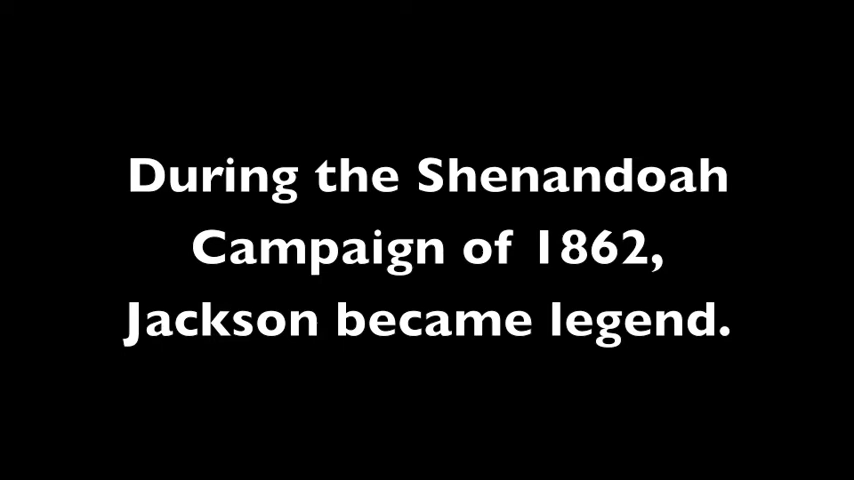 During the Shenandoah
Campaign of 1862,
Jackson became legend.